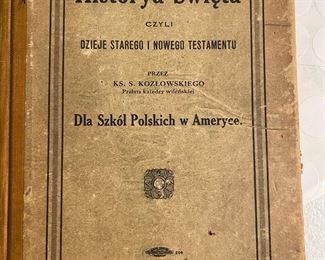 Historya Święta
CZYLI
DZIEJE STAREGO I NOWEGO TESTAMENTU
PRZEZ
KS. S. KOZŁOWSKIEGO
Prałata katedry wileńskiej
Dla Szkół Polskich w Ameryce.